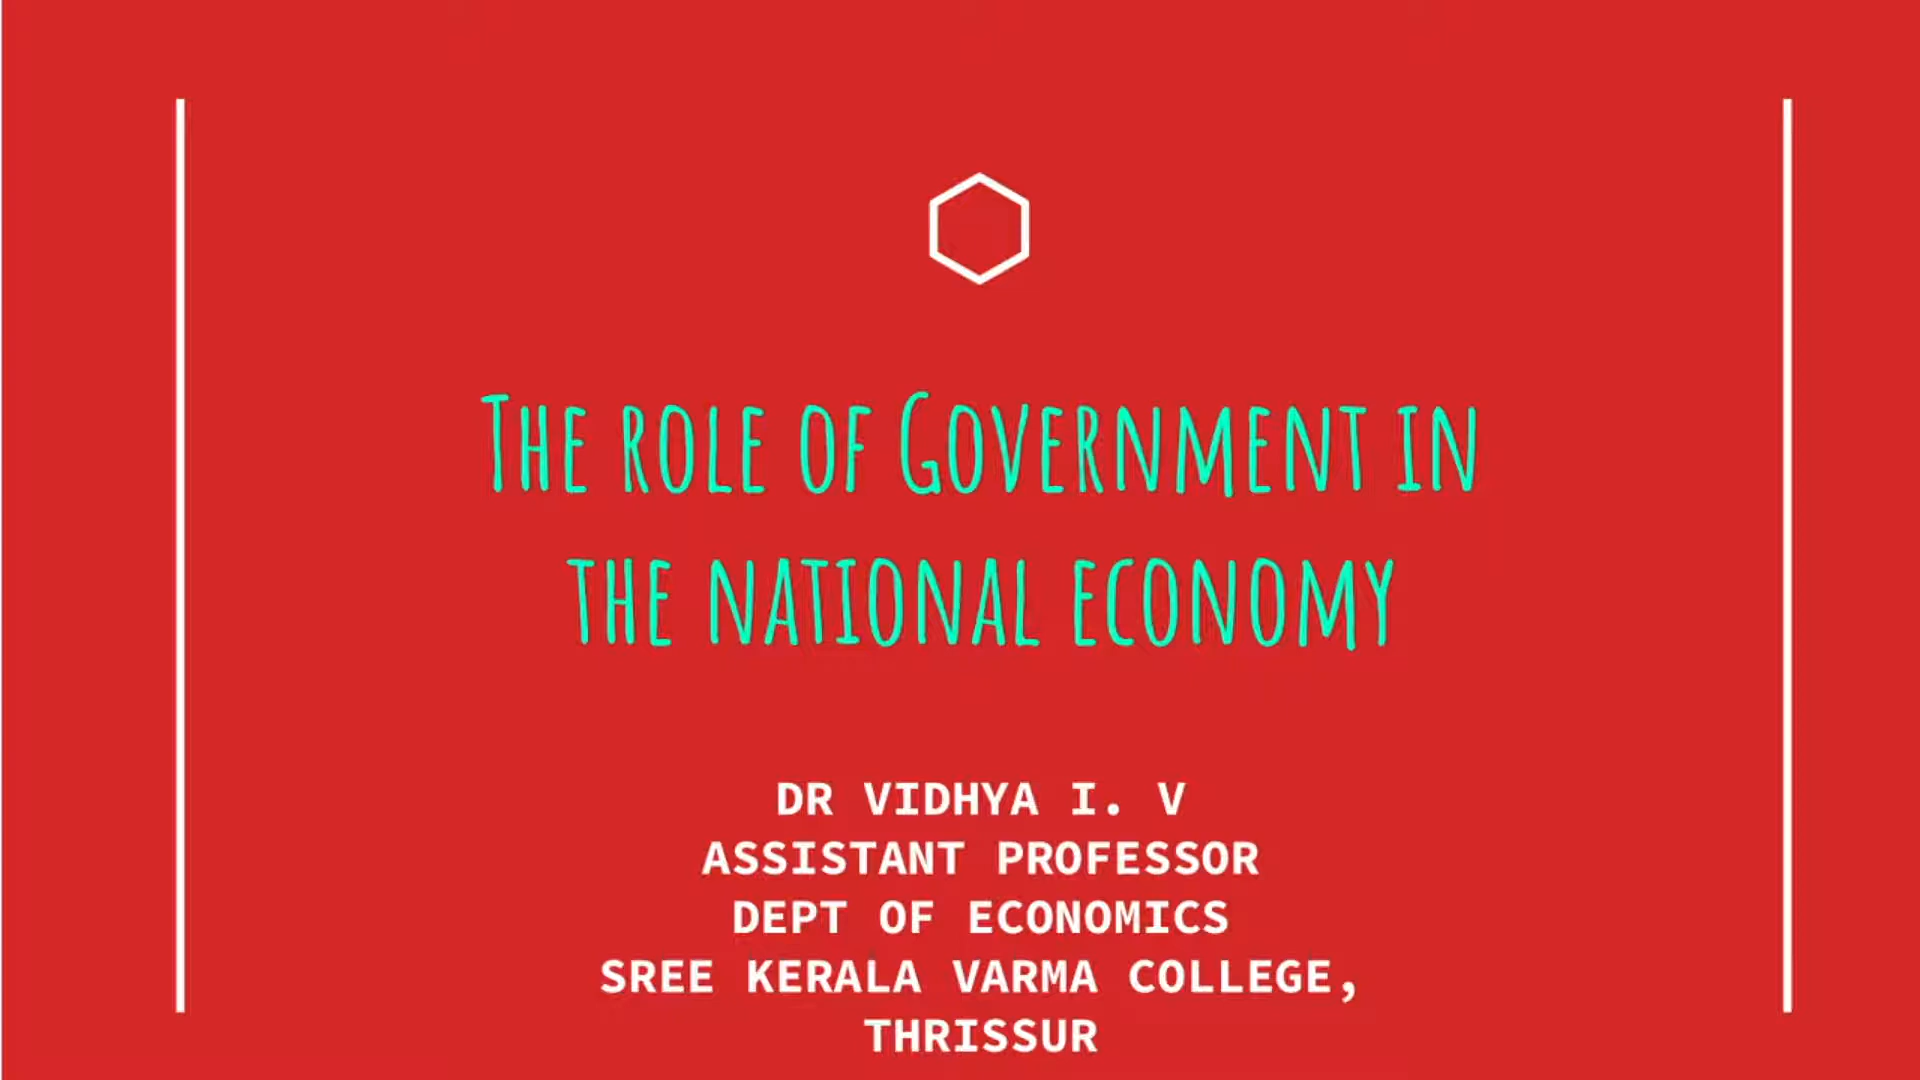 The role of Government in
the national economy
DR VIDHYA I. V
ASSISTANT PROFESSOR
DEPT OF ECONOMICS
SREE KERALA VARMA COLLEGE,
THRISSUR